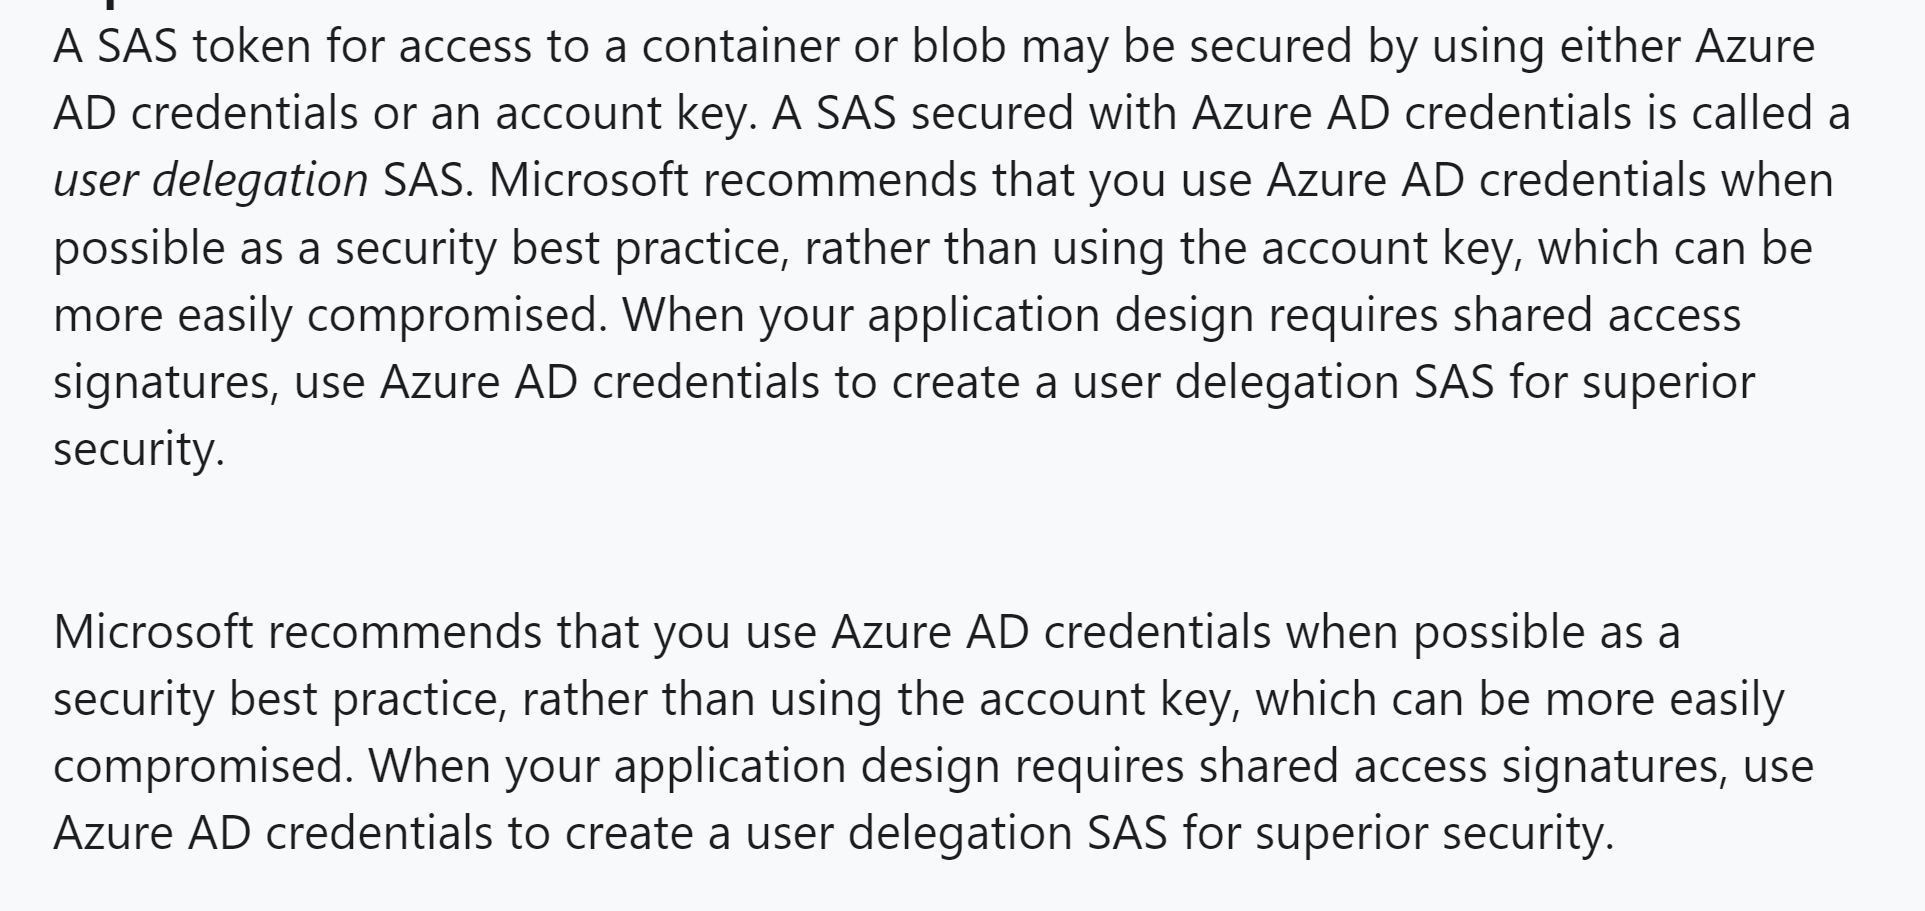 A SAS token for access to a container or blob may be secured by using either Azure
AD credentials or an account key. A SAS secured with Azure AD credentials is called a
user delegation SAS. Microsoft recommends that you use Azure AD credentials when
possible as a security best practice, rather than using the account key, which can be
more easily compromised. When your application design requires shared access
signatures, use Azure AD credentials to create a user delegation SAS for superior
security.
Microsoft recommends that you use Azure AD credentials when possible as a
security best practice, rather than using the account key, which can be more easily
compromised. When your application design requires shared access signatures, use
Azure AD credentials to create a user delegation SAS for superior security.